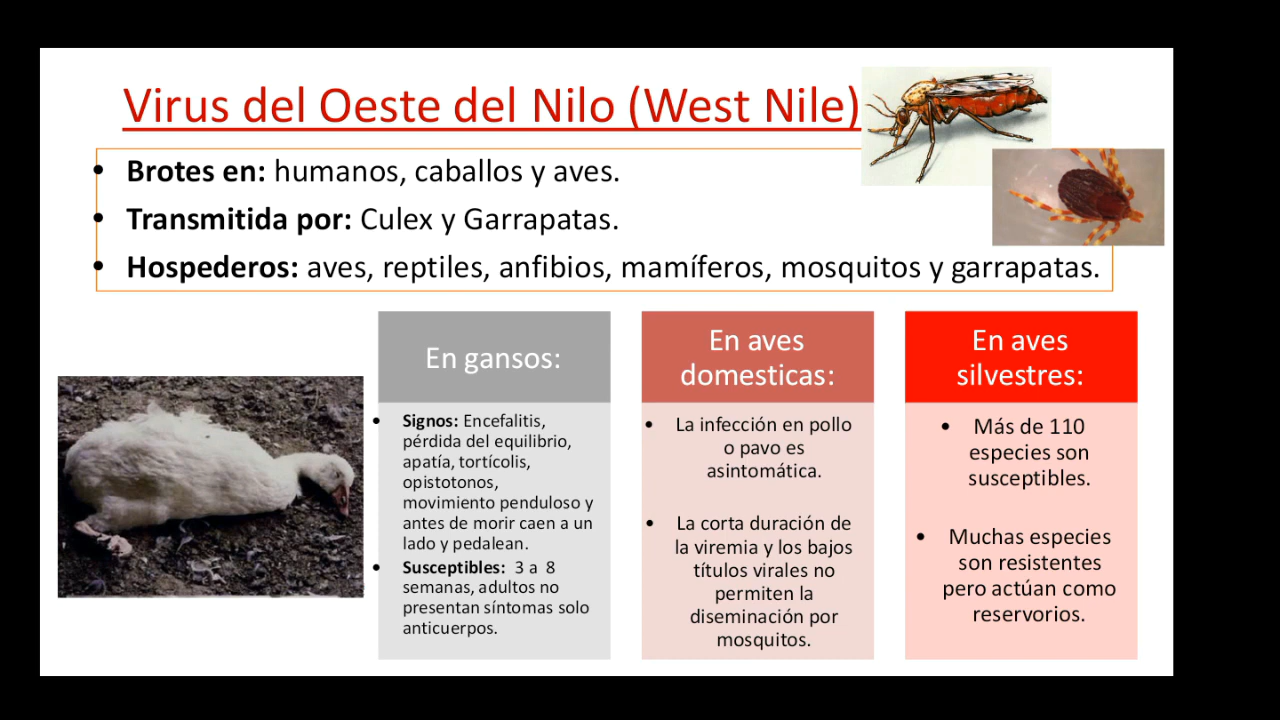 Virus del Oeste del Nilo (West Nile)
• Brotes en: humanos, caballos y aves.
• Transmitida por: Culex y Garrapatas.
• Hospederos: aves, reptiles, anfibios, mamíferos, mosquitos y garrapatas.
En gansos:
• Signos: Encefalitis,
pérdida del equilibrio,
apatía, tortícolis,
opistotonos,
movimiento penduloso y
antes de morir caen a un
lado y pedalean.
• Susceptibles: 3 a 8
semanas, adultos no
presentan síntomas solo
anticuerpos.
En aves
domesticas:
• La infección en pollo
o pavo es
asintomática.
• La corta duración de
la viremia y los bajos
títulos virales no
permiten la
diseminación por
mosquitos.
En aves
silvestres:
• Más de 110
especies son
susceptibles.
• Muchas especies
son resistentes
pero actúan como
reservorios.